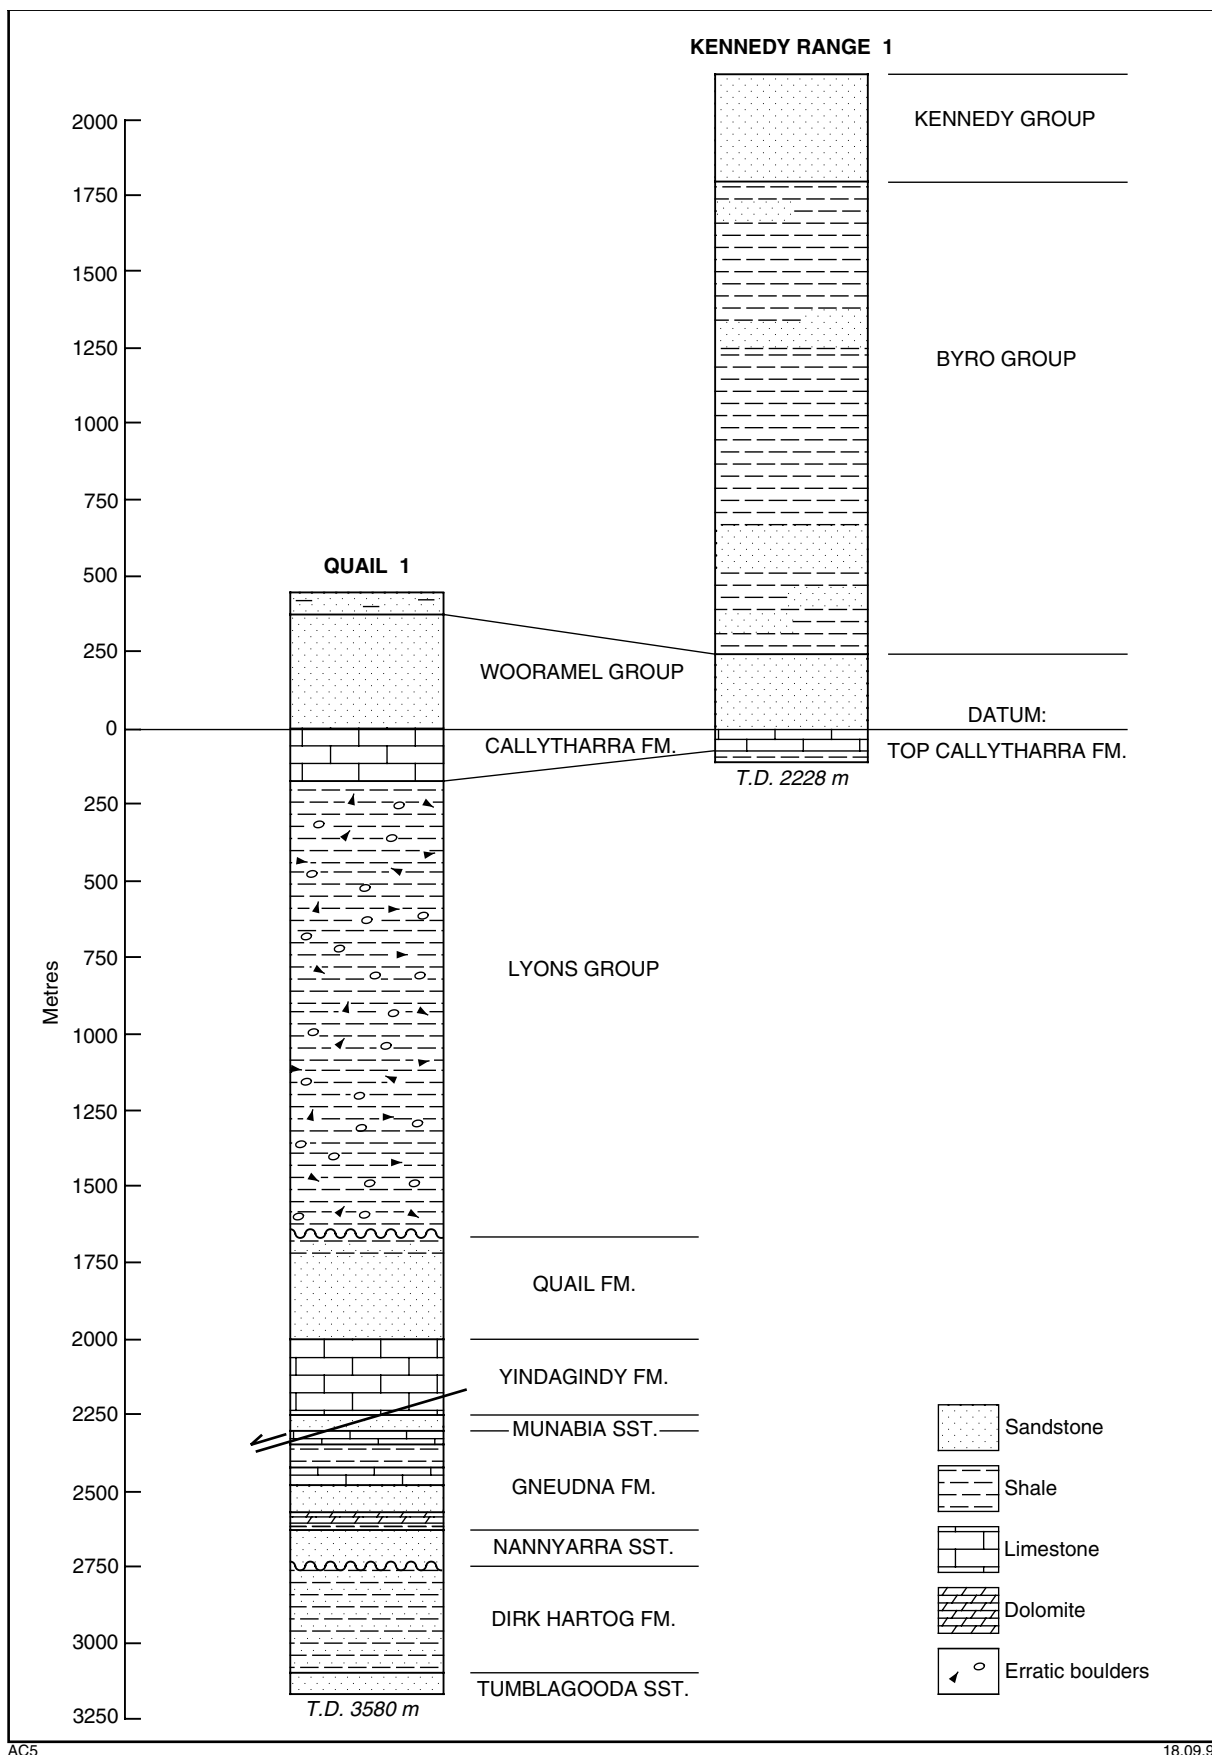 KENNEDY RANGE 1
KENNEDY GROUP
2000
1750
1500
1250
BYRO GROUP
1000
750
500
QUAIL 1
250
WOORAMEL GROUP
0
DATUM:
CALLYTHARRA FM.
TOP CALLYTHARRA FM.
T.D. 2228 m
250
500
750
LYONS GROUP
Metres
1000
1250
1500
1750
QUAIL FM.
2000
YINDAGINDY FM.
2250
MUNABIA SST.
Sandstone
GNEUDNA FM.
Shale
2500
NANNYARRA SST.
Limestone
2750
DIRK HARTOG FM.
Dolomite
3000
Erratic boulders
TUMBLAGOODA SST.
T.D. 3580 m
3250
AC5
18.09.9